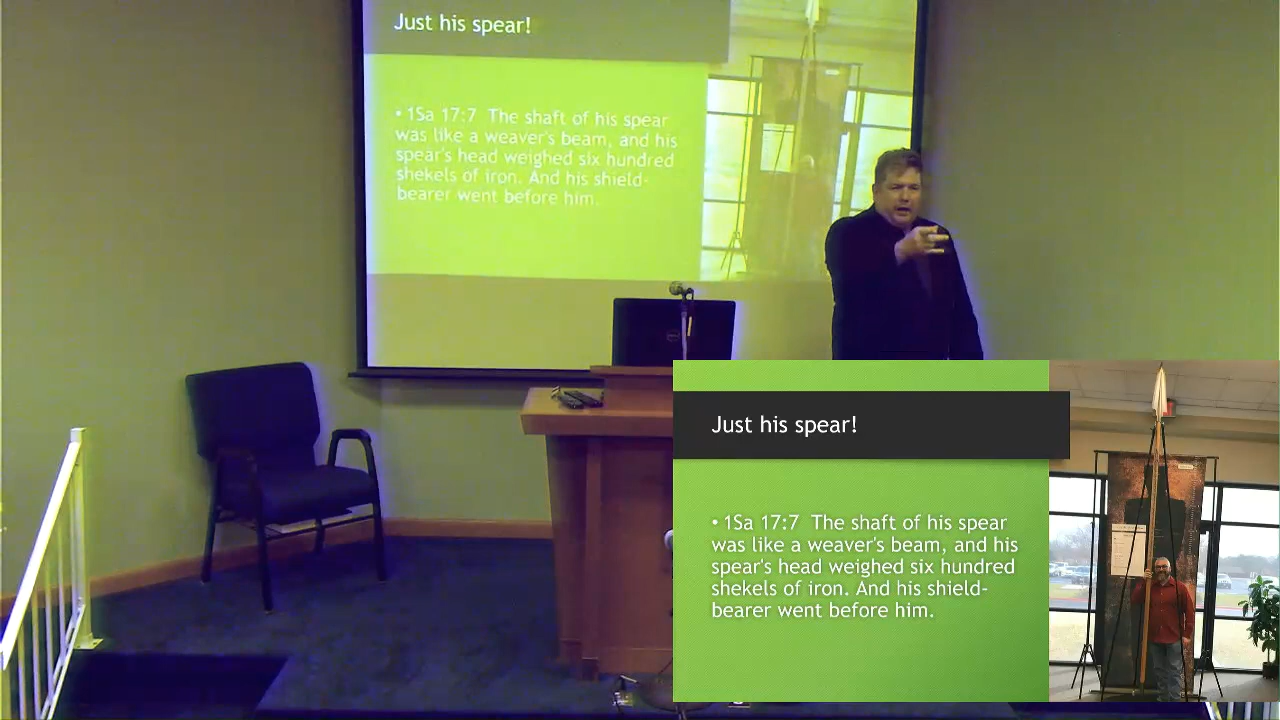 Just his spear!
• 1Sa 17:7 The shaft of his spear
was like a weaver's beam, and his
spear's head weighed six hundred
shekels of iron. And his shield-
bearer went before him.
Just his spear!
• 1Sa 17:7 The shaft of his spear
was like a weaver's beam, and his
spear's head weighed six hundred
shekels of iron. And his shield-
bearer went before him.